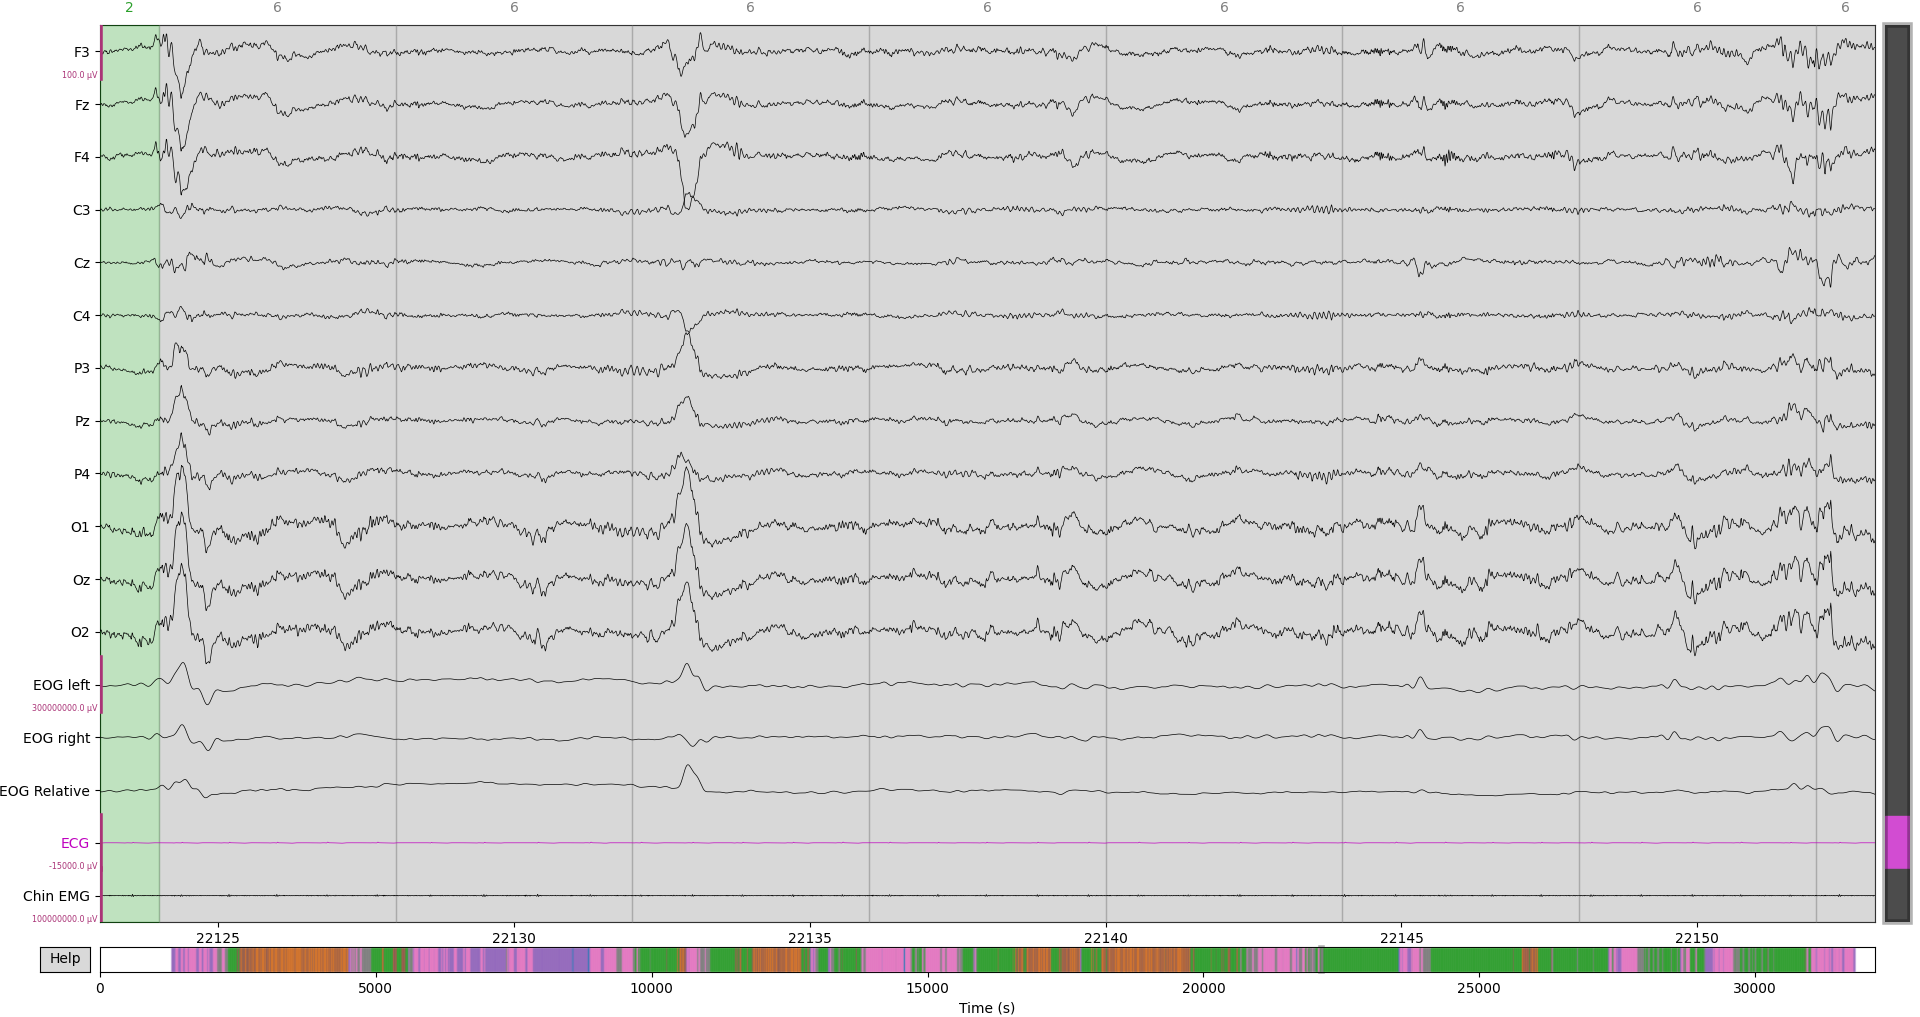 2 6 6 6 6 6 6 6 6
F3
100.0 µV
Fz
F4
C3
Cz
C4
P3
Pz
P4
O1
Oz
O2
EOG left
300000000.0 µV
EOG right
EOG Relative
ECG
-15000.0 µV
Chin EMG
100000000.0 µV
22125 22130 22135 22140 22145 22150
Help
0 5000 10000 15000 20000 25000 30000
Time (s)